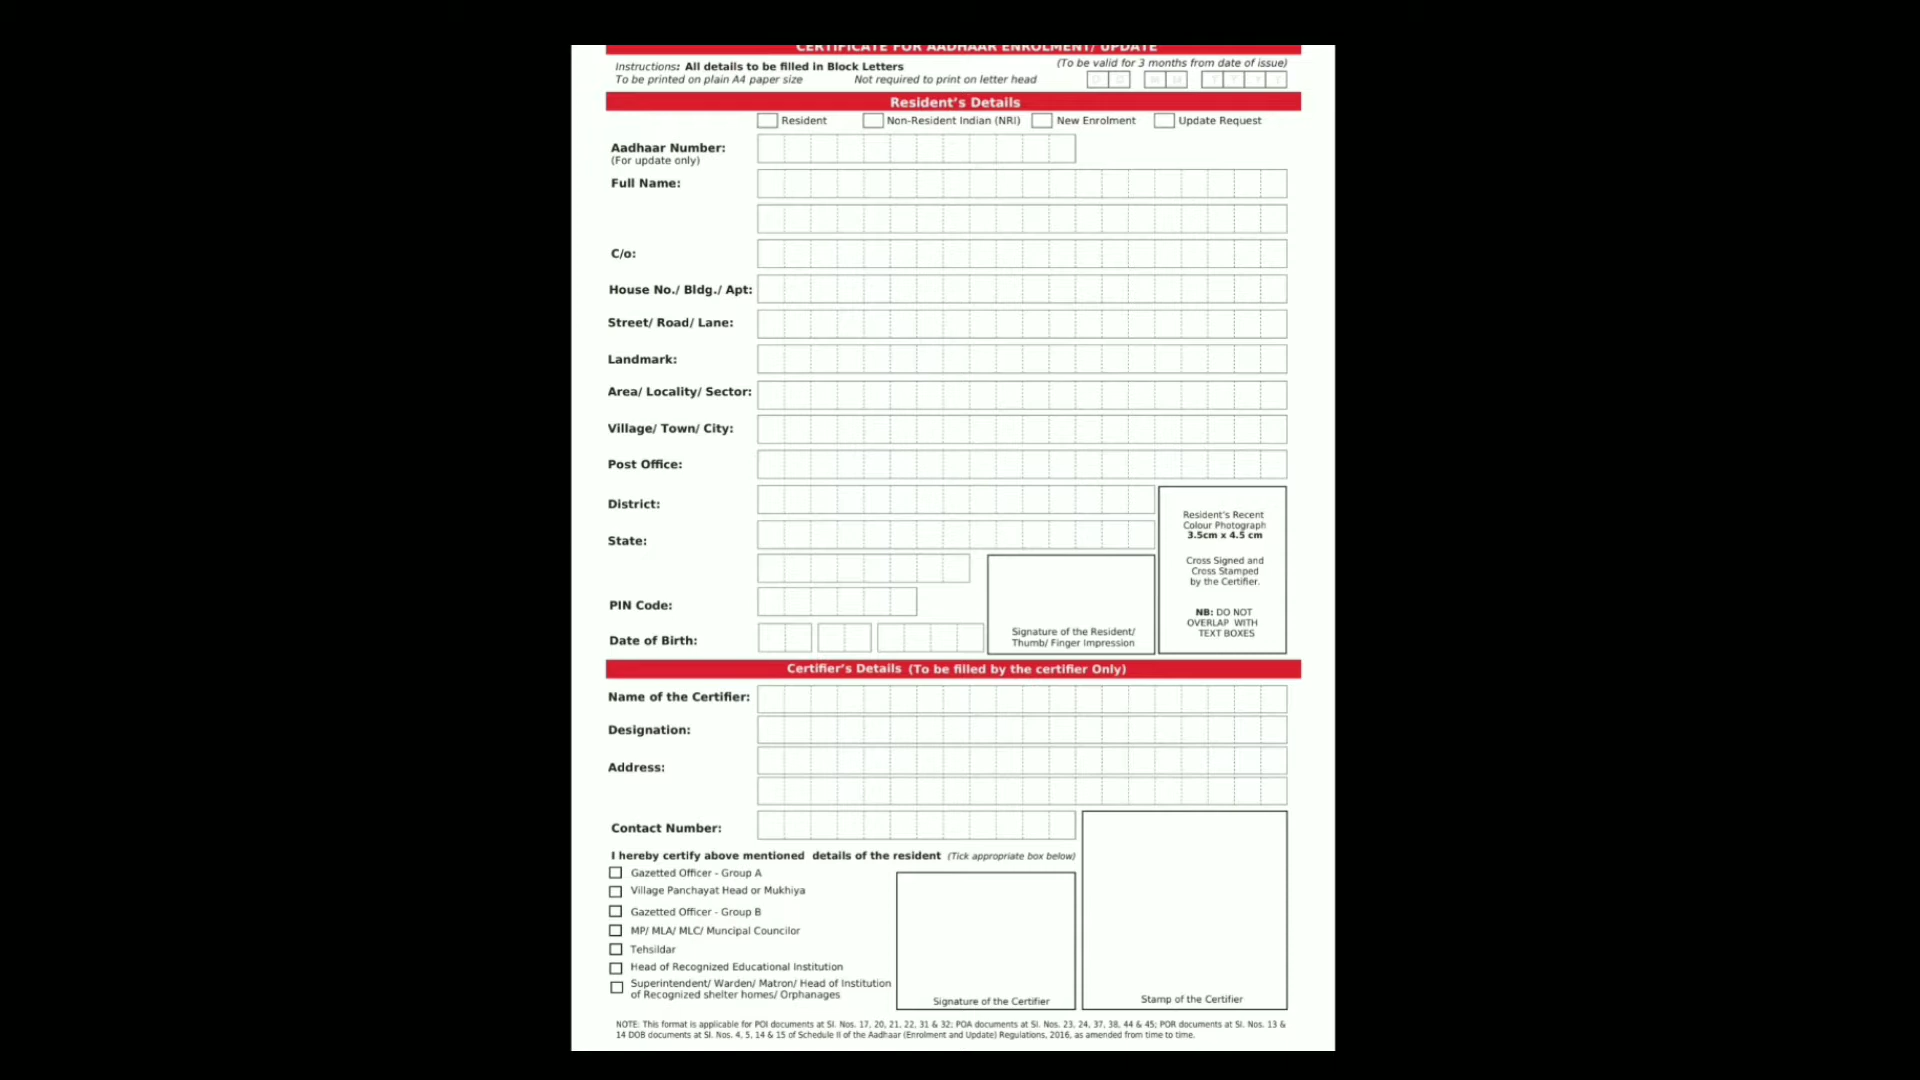 CERTIFICATE FOR AADHAAR ENROLMENT/ UPDATE
Instructions: All details to be filled in Block Letters
(To be valid for 3 months from date of issue)
To be printed on plain A4 paper size Not required to print on letter head
D D M M Y Y Y Y
Resident’s Details
Resident Non-Resident Indian (NRI) New Enrolment Update Request
Aadhaar Number:
(For update only)
Full Name:
C/o:
House No./ Bldg./ Apt:
Street/ Road/ Lane:
Landmark:
Area/ Locality/ Sector:
Village/ Town/ City:
Post Office:
District:
State:
PIN Code:
Date of Birth:
Signature of the Resident/
Thumb/ Finger Impression
Resident’s Recent
Colour Photograph
3.5cm x 4.5 cm
Cross Signed and
Cross Stamped
by the Certifier.
NB: DO NOT
OVERLAP WITH
TEXT BOXES
Certifier’s Details (To be filled by the certifier Only)
Name of the Certifier:
Designation:
Address:
Contact Number:
I hereby certify above mentioned details of the resident (Tick appropriate box below)
Gazetted Officer - Group A
Village Panchayat Head or Mukhiya
Gazetted Officer - Group B
MP/ MLA/ MLC/ Muncipal Councilor
Tehsildar
Head of Recognized Educational Institution
Superintendent/ Warden/ Matron/ Head of Institution
of Recognized shelter homes/ Orphanages
Signature of the Certifier
Stamp of the Certifier
NOTE: This format is applicable for POI documents at Sl. Nos. 17, 20, 21, 22, 31 & 32; POA documents at Sl. Nos. 23, 24, 37, 38, 44 & 45; POR documents at Sl. Nos. 13 &
14 DOB documents at Sl. Nos. 4, 5, 14 & 15 of Schedule II of the Aadhaar (Enrolment and Update) Regulations, 2016, as amended from time to time.